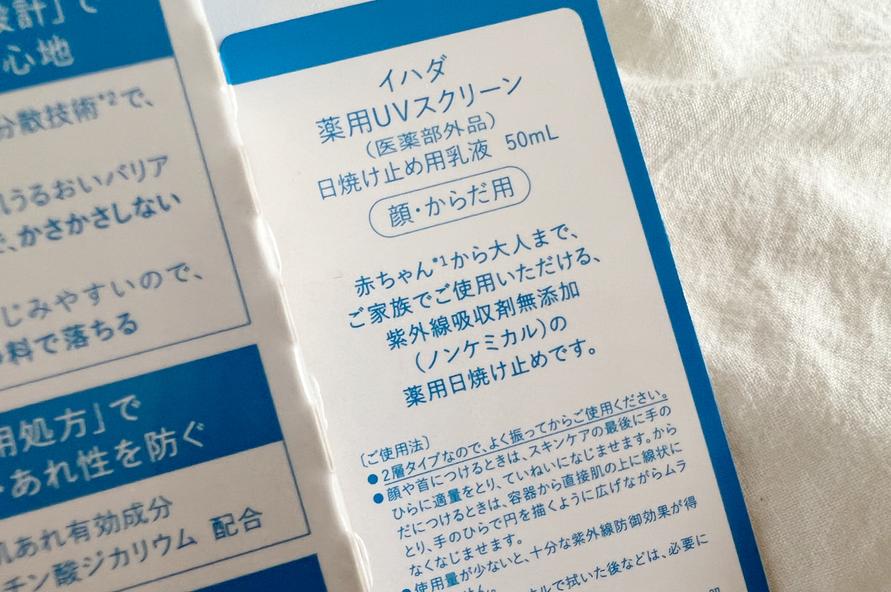 設計」で
心地
分散技術*2で、
うるおいバリア
で、かさかさしない
じみやすいので、
料で落ちる
用処方」で
あれ性を防ぐ
肌あれ有効成分
チン酸ジカリウム 配合
イハダ
薬用UVスクリーン
(医薬部外品)
日焼け止め用乳液 50mL
顔・からだ用
赤ちゃん*1から大人まで、
ご家族でご使用いただける、
紫外線吸収剤無添加
(ノンケミカル)の
薬用日焼け止めです。
〔ご使用法〕
●2層タイプなので、よく振ってからご使用ください。
●顔や首につけるときは、スキンケアの最後に手の
ひらに適量をとり、ていねいになじませます。から
だにつけるときは、容器から直接肌の上に線状に
とり、手のひらで円を描くように広げながらムラ
なくなじませます。
●使用量が少ないと、十分な紫外線防御効果が得
ルで拭いた後などは、必要に